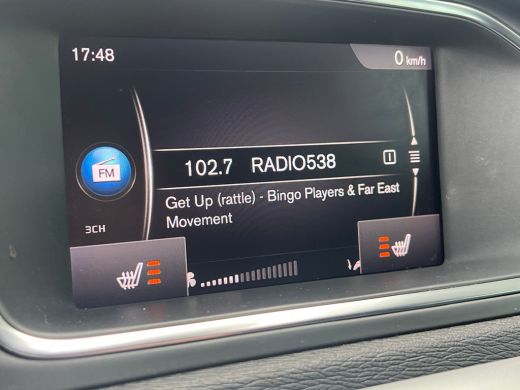 17:48
0 km/h
102.7 RADIO538
FM
Get Up (rattle) - Bingo Players & Far East
Movement
3CH